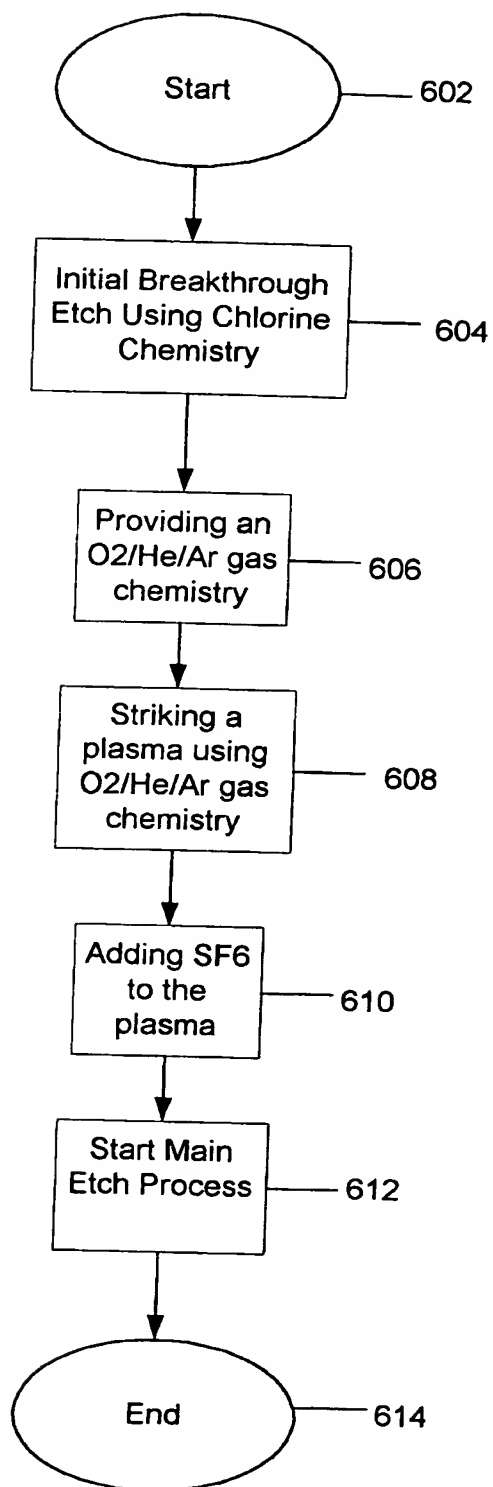 Start
602
Initial Breakthrough
Etch Using Chlorine
Chemistry
604
Providing an
O2/He/Ar gas
chemistry
606
Striking a
plasma using
O2/He/Ar gas
chemistry
608
Adding SF6
to the
plasma
610
Start Main
Etch Process
612
End
614